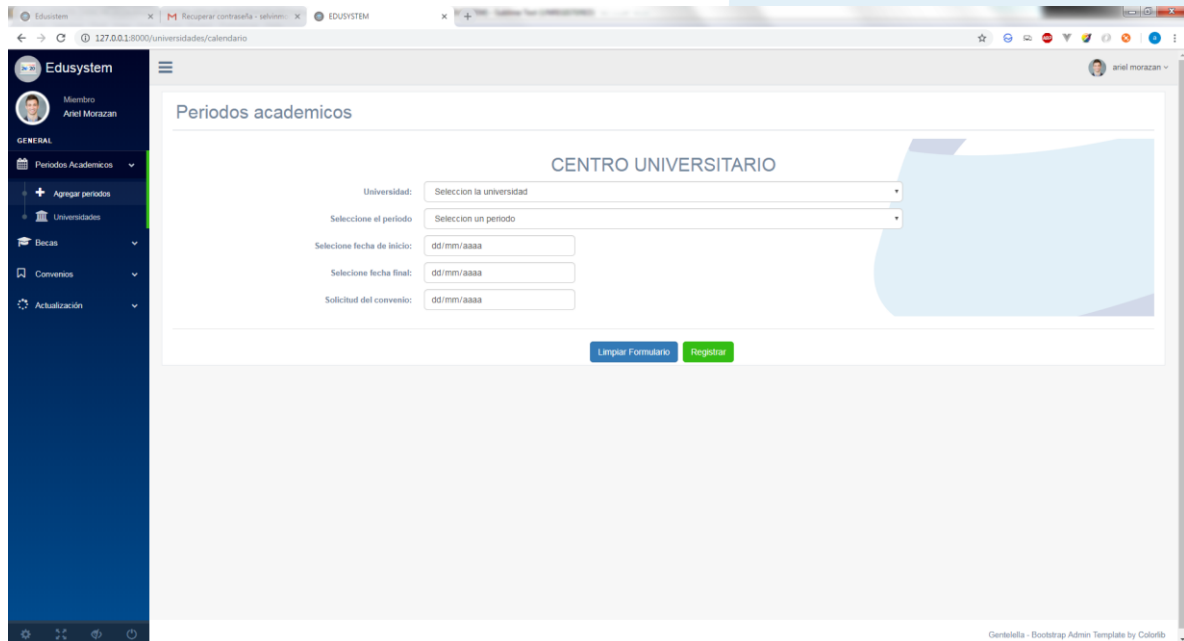 Edusistem
Recuperar contraseña - selvinm
EDUSYSTEM
127.0.0.1:8000/universidades/calendario
Edusystem
ariel morazan
Miembro
Ariel Morazan
GENERAL
Periodos Academicos
Agregar periodos
Universidades
Becas
Convenios
Actualización
Periodos academicos
CENTRO UNIVERSITARIO
Universidad:
Seleccion la universidad
Seleccione el periodo
Seleccion un periodo
Selecione fecha de inicio:
dd/mm/aaaa
Selecione fecha final:
dd/mm/aaaa
Solicitud del convenio:
dd/mm/aaaa
Limpiar Formulario
Registrar
Gentelella - Bootstrap Admin Template by Colorlib